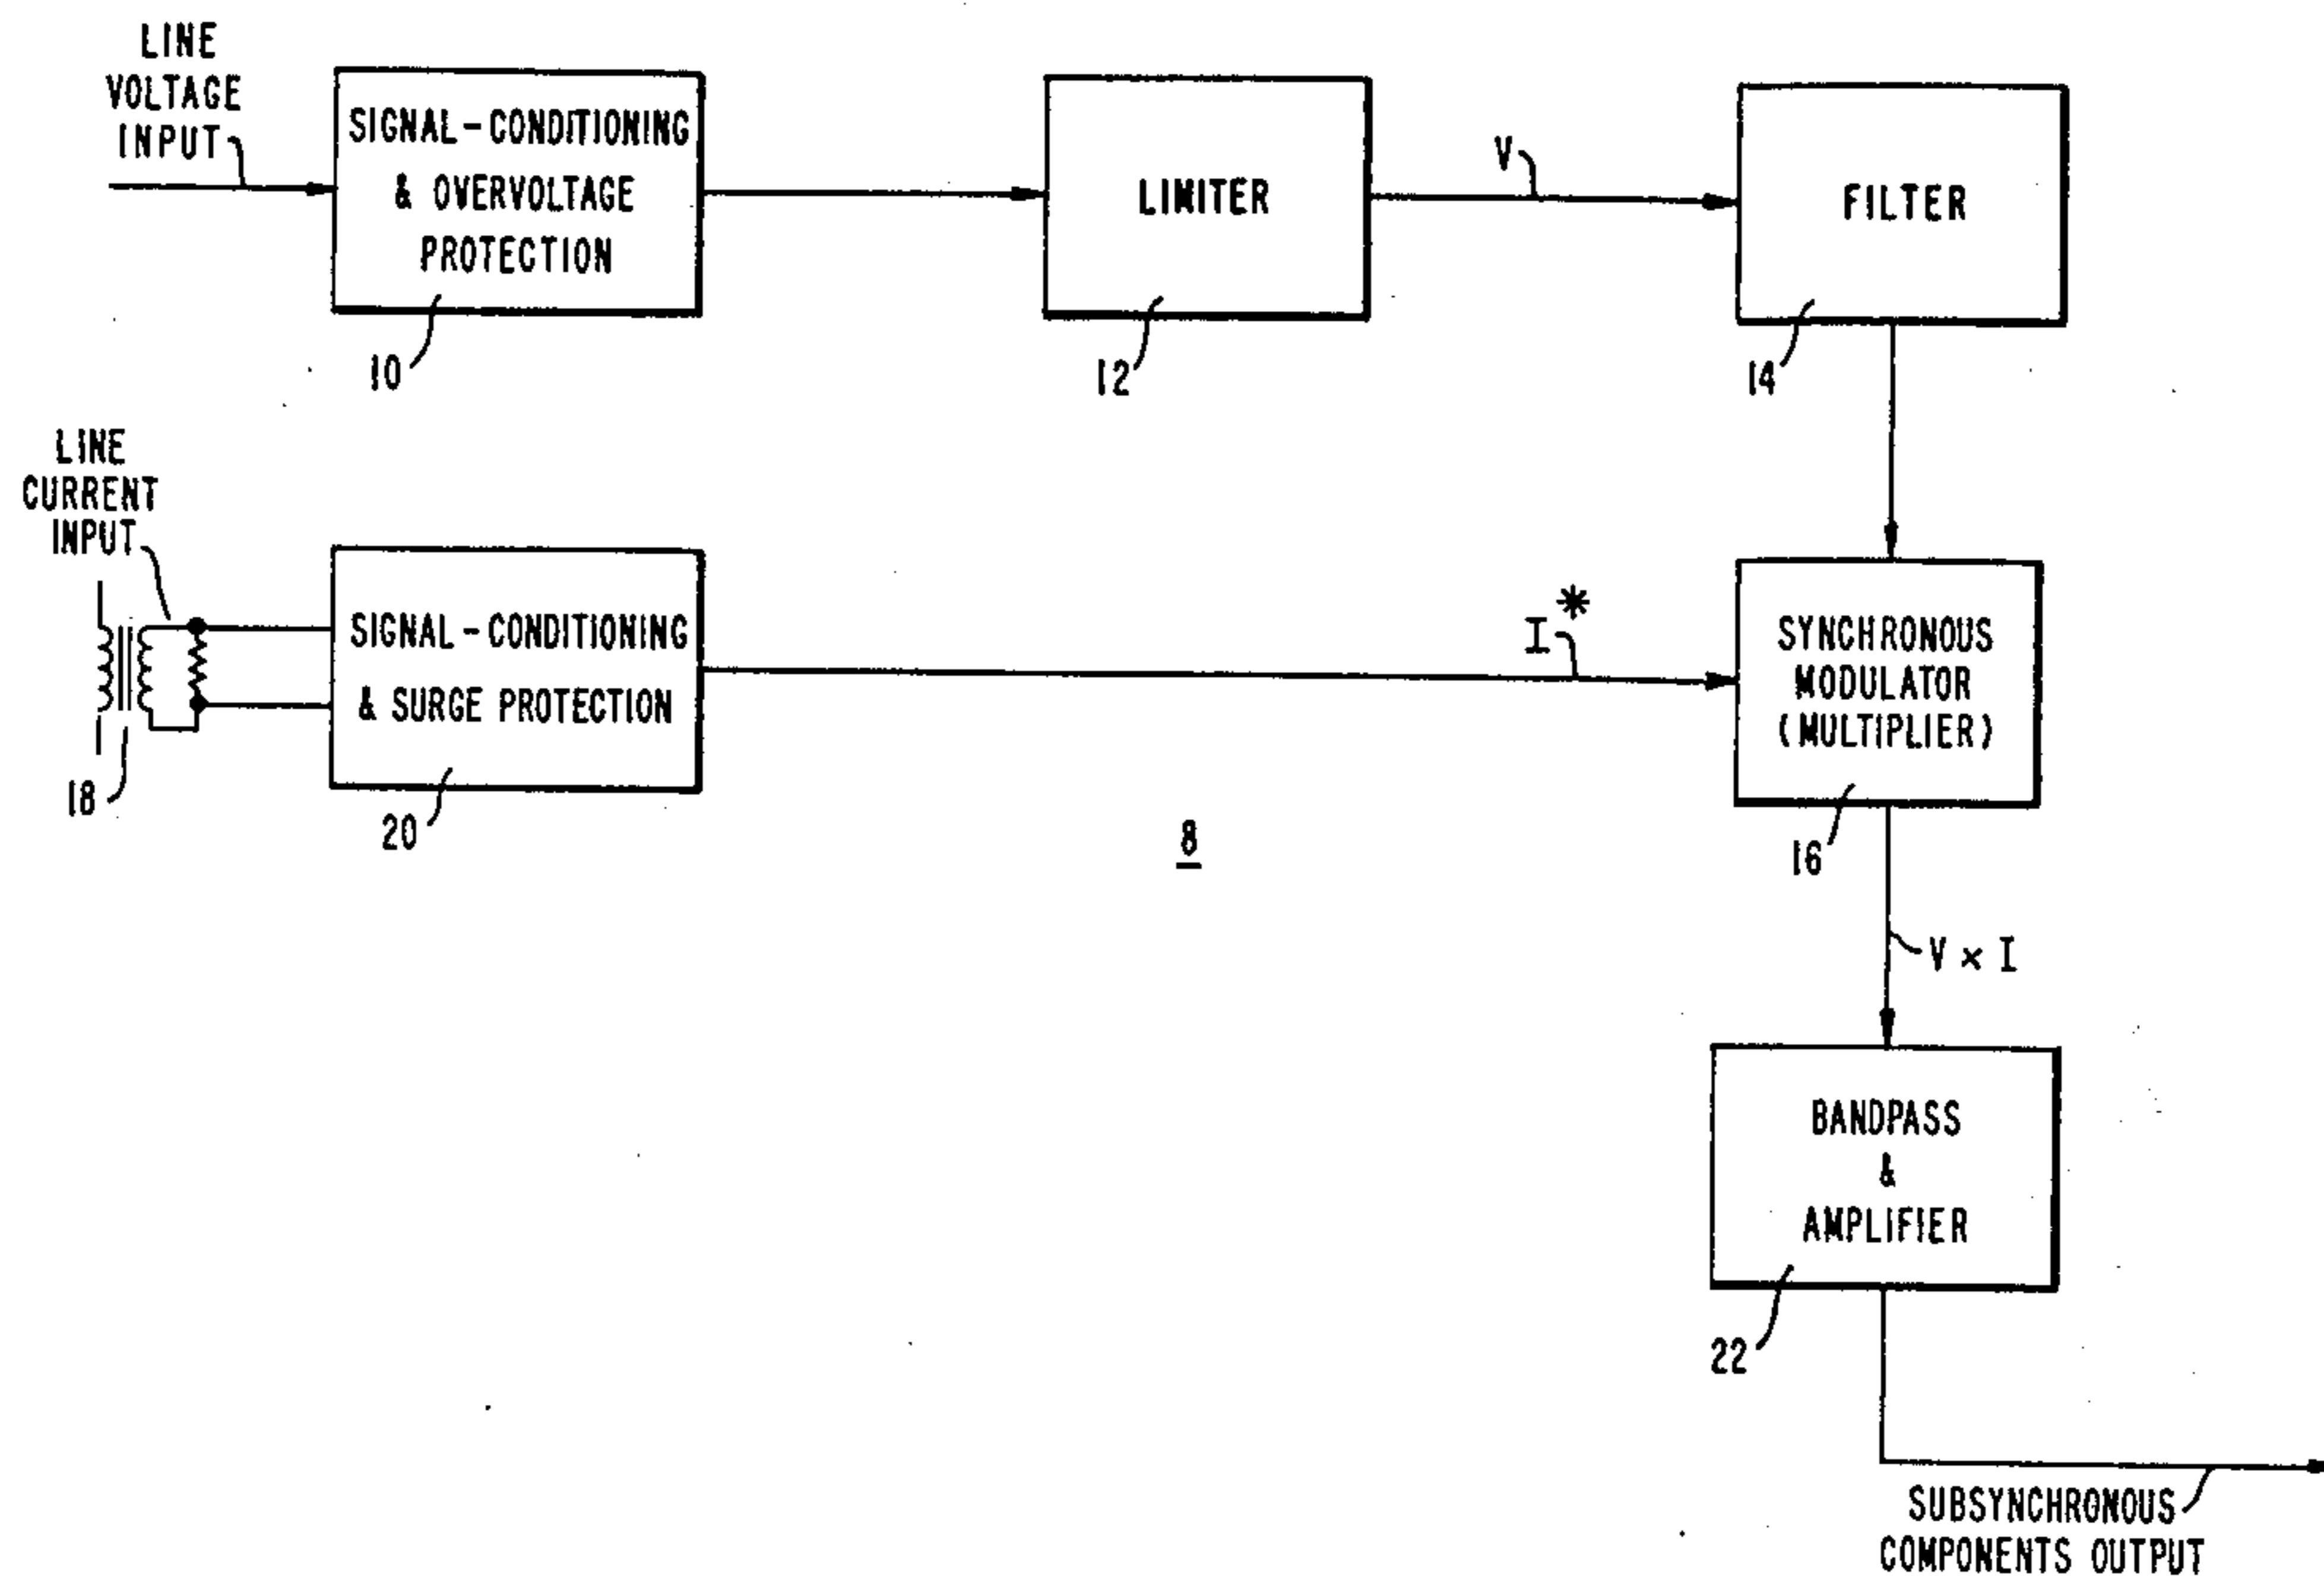 LINE
VOLTAGE
INPUT
SIGNAL-CONDITIONING
& OVERVOLTAGE
PROTECTION
10
LIMITER
12
V
FILTER
14
LINE
CURRENT
INPUT
18
SIGNAL-CONDITIONING
& SURGE PROTECTION
20
I*
SYNCHRONOUS
MODULATOR
(MULTIPLIER)
16
8
V × I
BANDPASS
&
AMPLIFIER
22
SUBSYNCHRONOUS
COMPONENTS OUTPUT